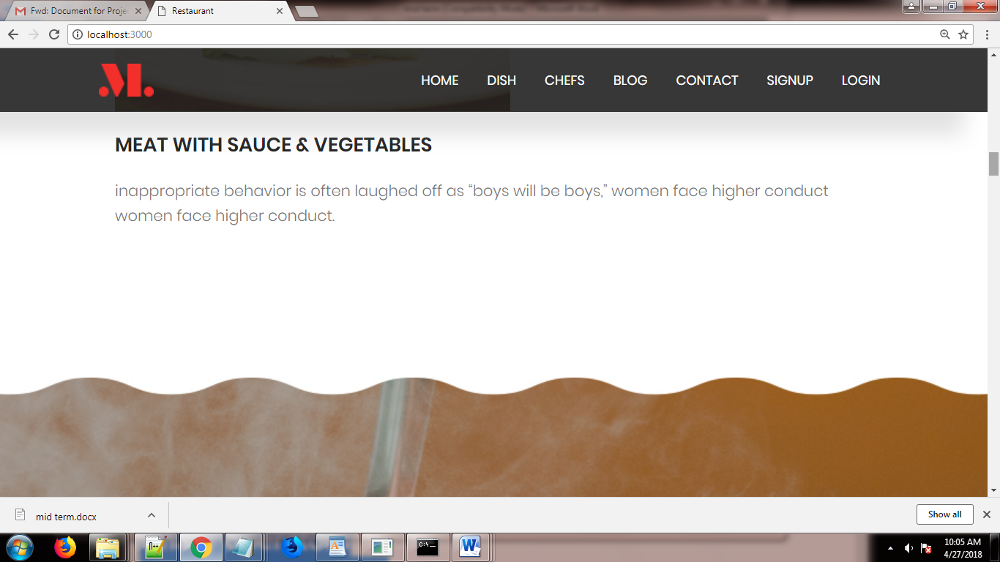 Fwd: Document for Proje
Restaurant
localhost:3000
M.
HOME DISH CHEFS BLOG CONTACT SIGNUP LOGIN
MEAT WITH SAUCE & VEGETABLES
inappropriate behavior is often laughed off as “boys will be boys,” women face higher conduct
women face higher conduct.
mid term.docx
Show all
10:05 AM
4/27/2018